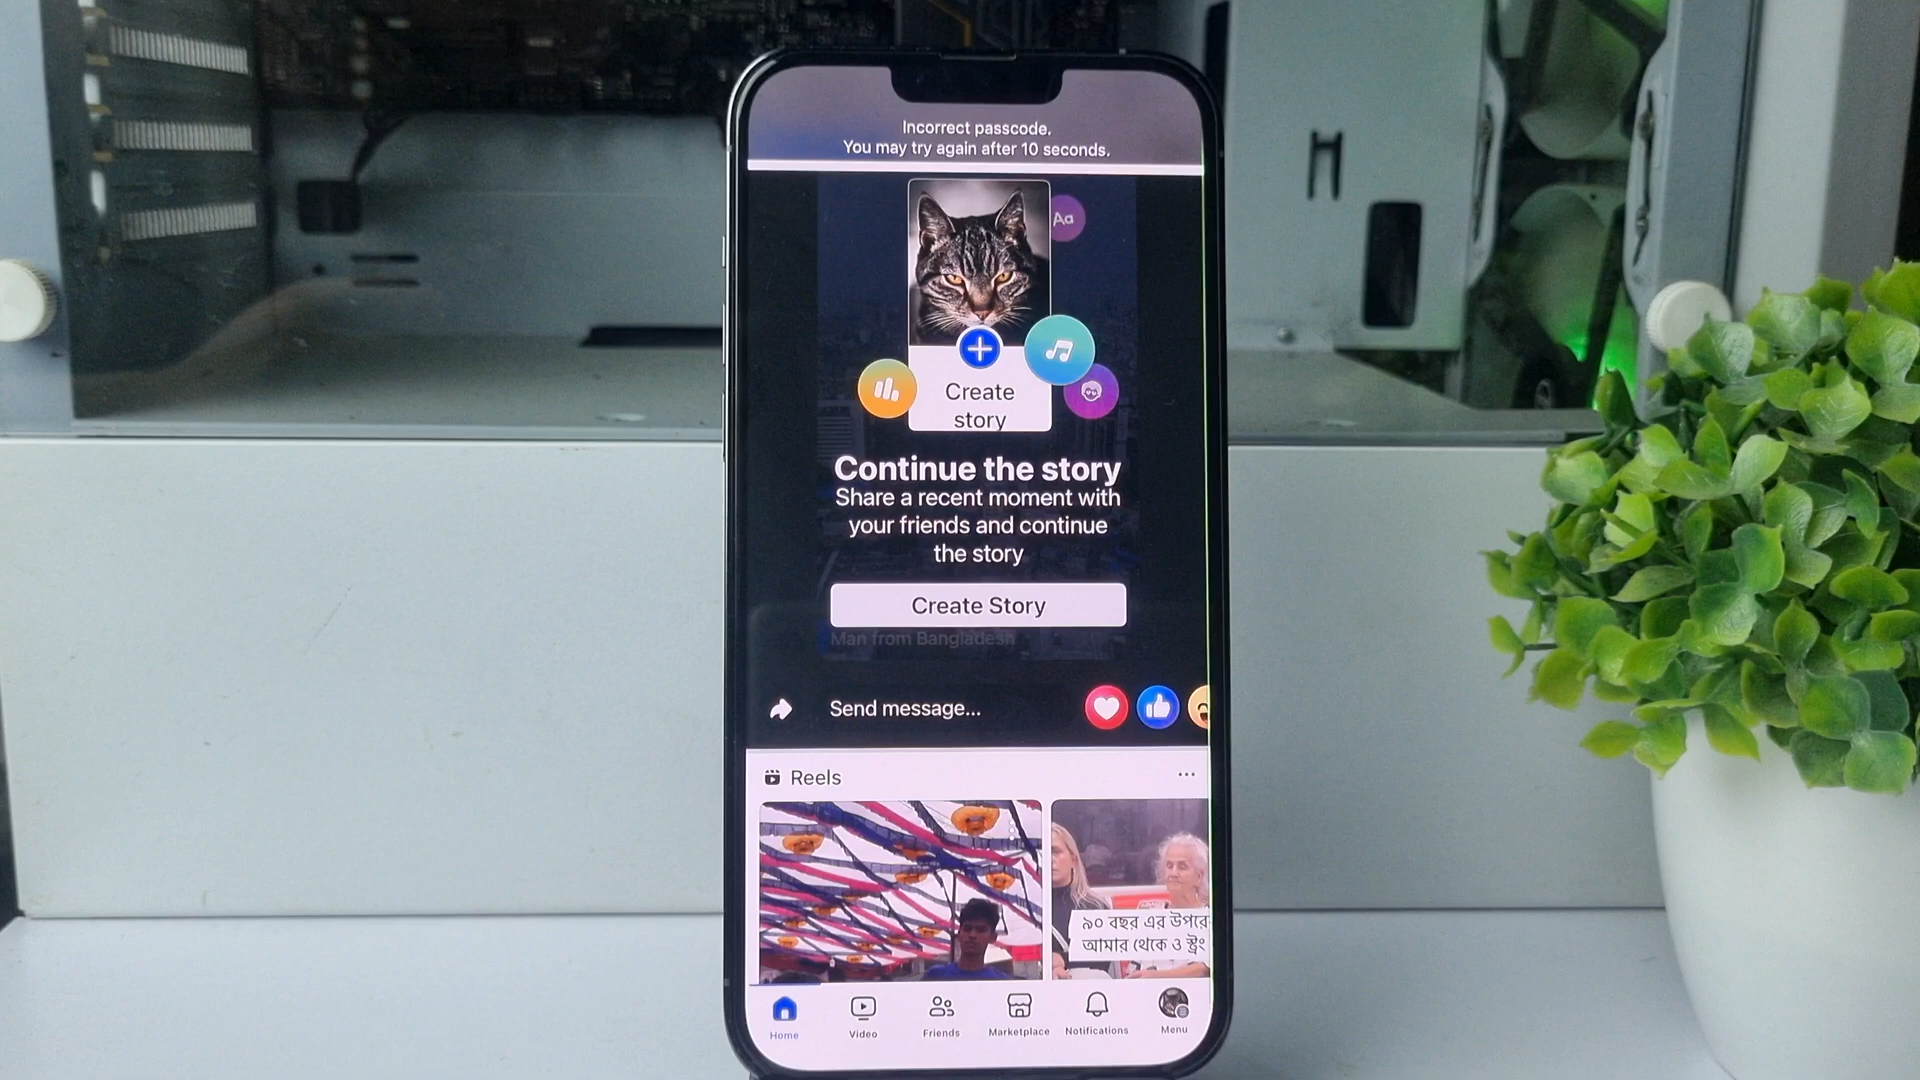 Incorrect passcode.
You may try again after 10 seconds.
Aa
Create
story
Continue the story
Share a recent moment with
your friends and continue
the story
Create Story
Man from Bangladesh
Send message...
Reels
৯০ বছর এর উপরে
আমার থেকে ও স্ট্রং
Home
Video
Friends
Marketplace
Notifications
Menu